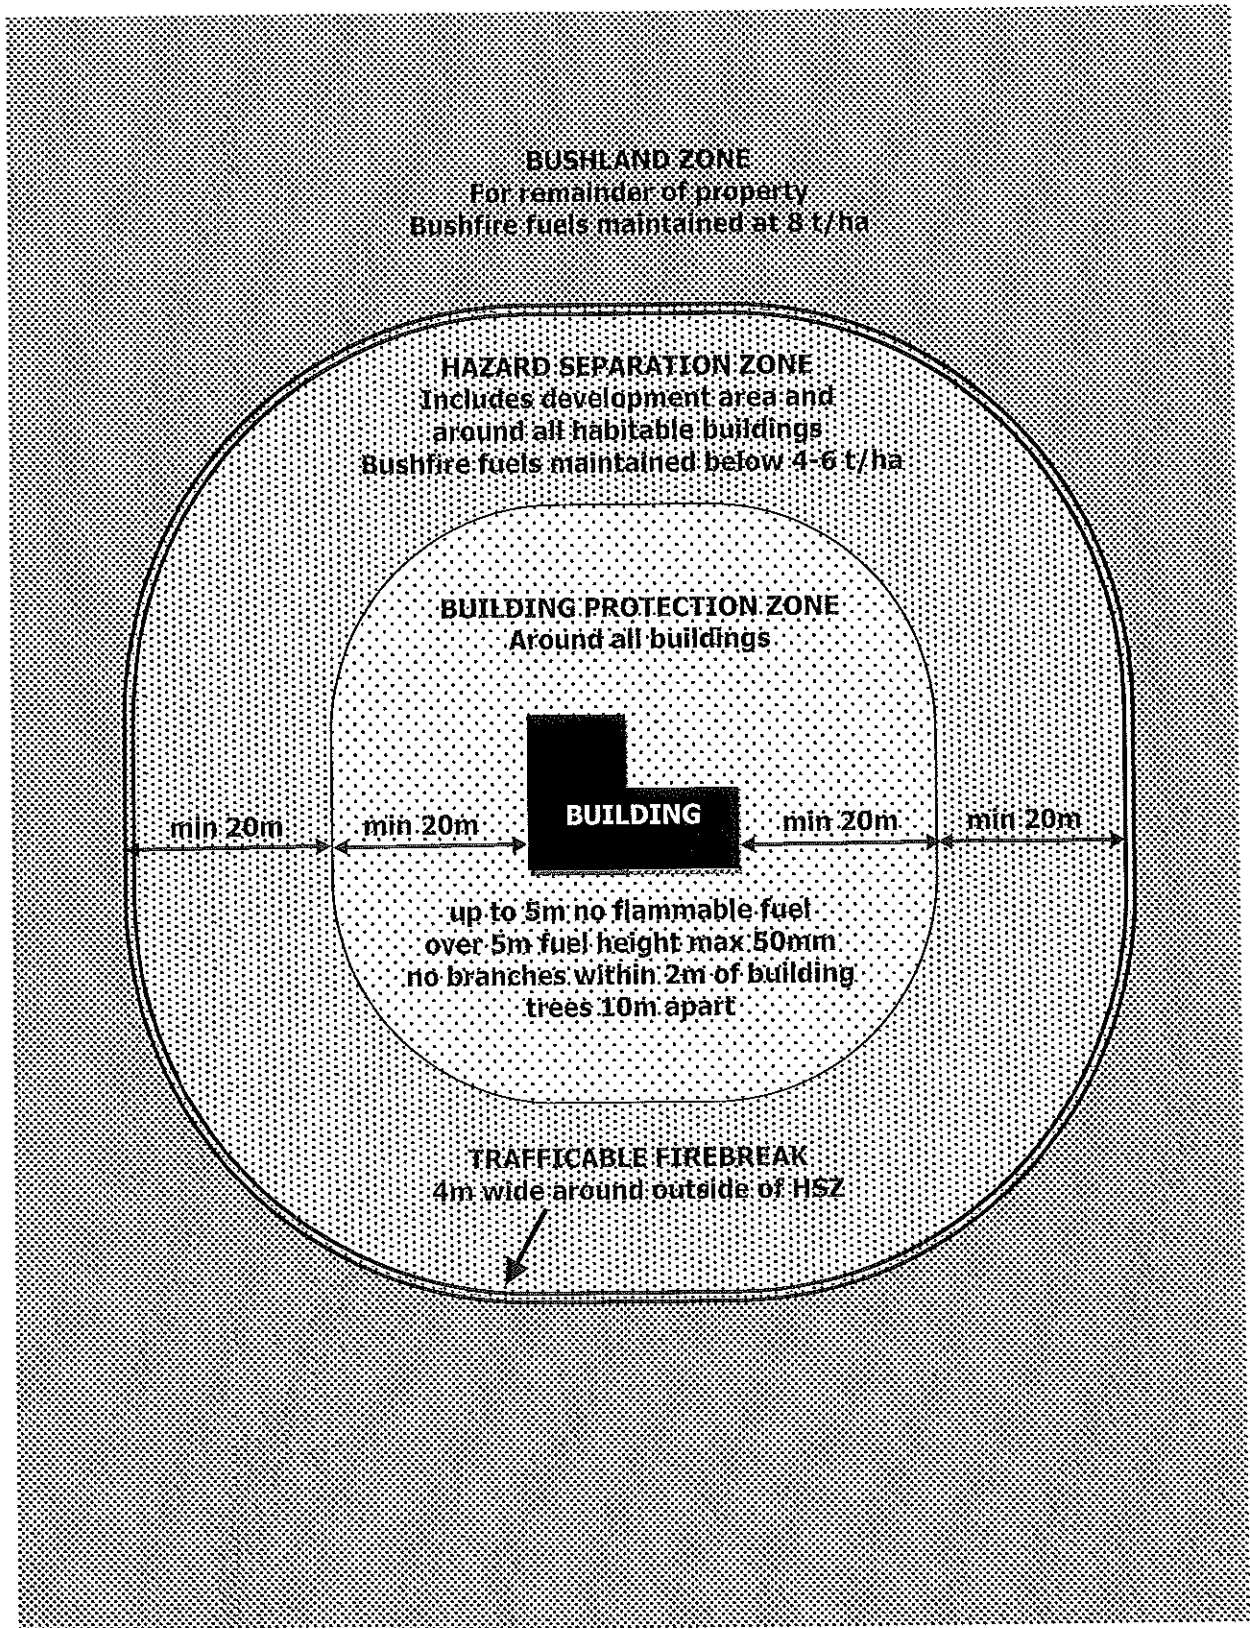 BUSHLAND ZONE
For remainder of property
Bushfire fuels maintained at 8 t/ha
HAZARD SEPARATION ZONE
Includes development area and
around all habitable buildings
Bushfire fuels maintained below 4-6 t/ha
BUILDING PROTECTION ZONE
Around all buildings
BUILDING
min 20m
min 20m
min 20m
min 20m
up to 5m no flammable fuel
over 5m fuel height max 50mm
no branches within 2m of building
trees 10m apart
TRAFFICABLE FIREBREAK
4m wide around outside of HSZ